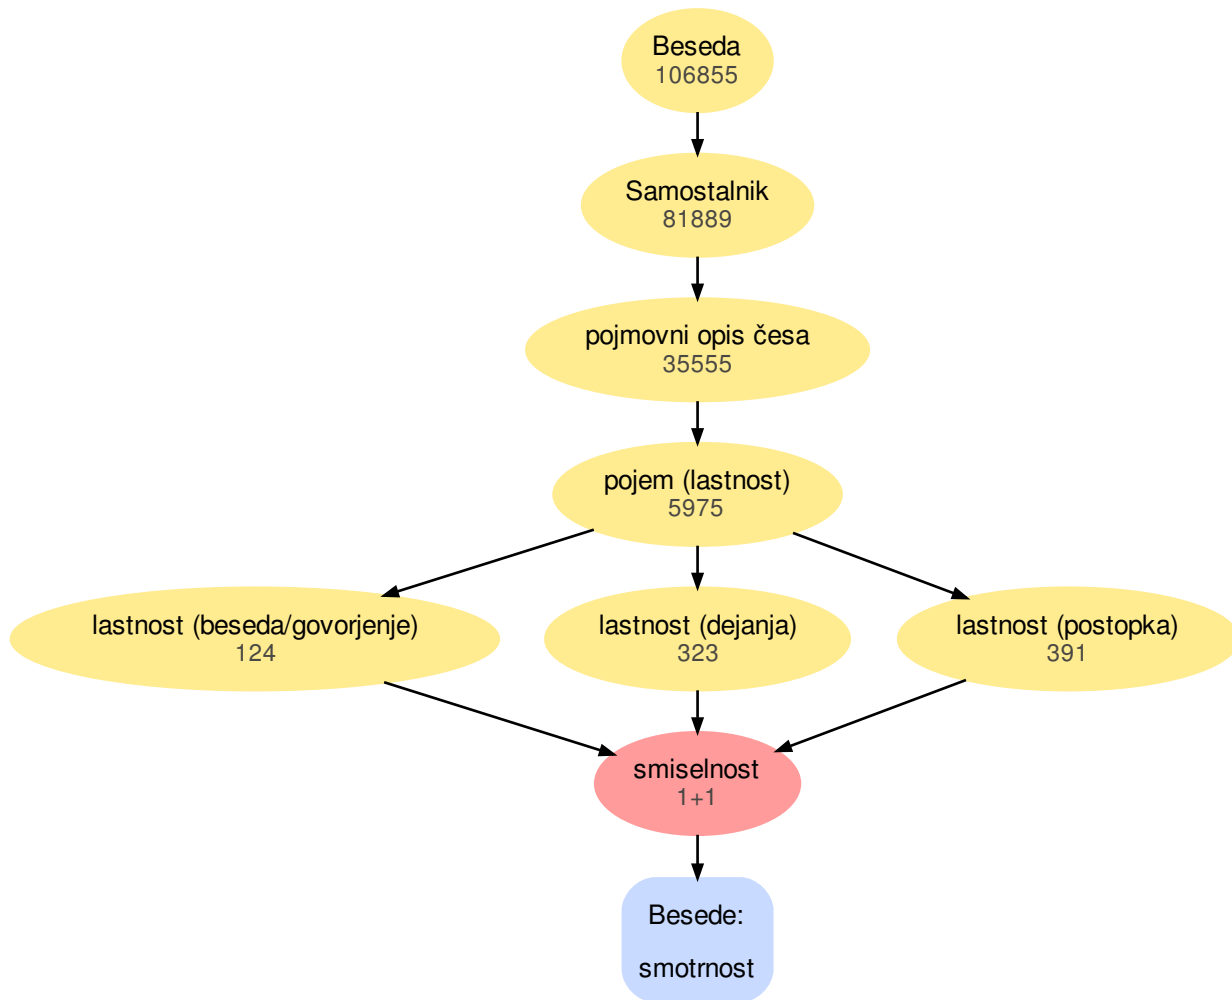 Beseda
106855
Samostalnik
81889
pojmovni opis česa
35555
pojem (lastnost)
5975
lastnost (beseda/govorjenje)
124
lastnost (dejanja)
323
lastnost (postopka)
391
smiselnost
1+1
Besede:
smotrnost